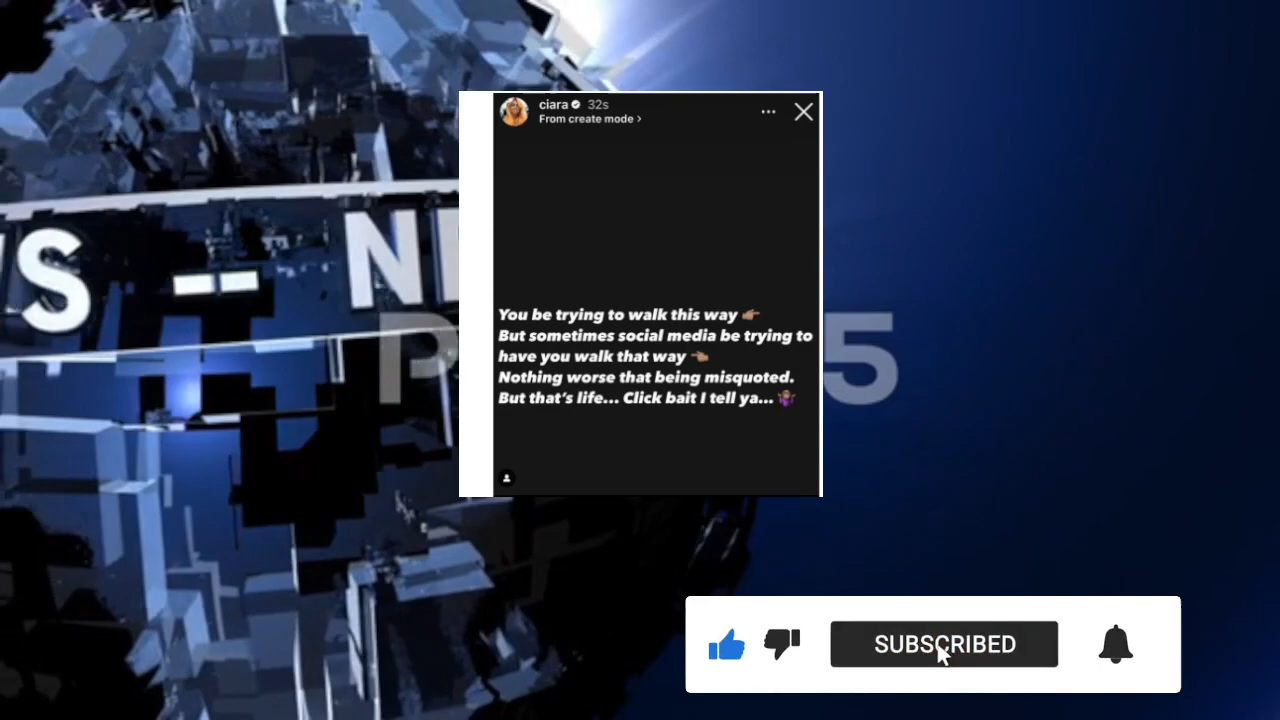 S - N
P 5
ciara 32s
From create mode >
You be trying to walk this way 👉🏽
But sometimes social media be trying to
have you walk that way 👈🏽
Nothing worse that being misquoted.
But that's life... Click bait I tell ya... 🤷🏽‍♀️
SUBSCRIBED